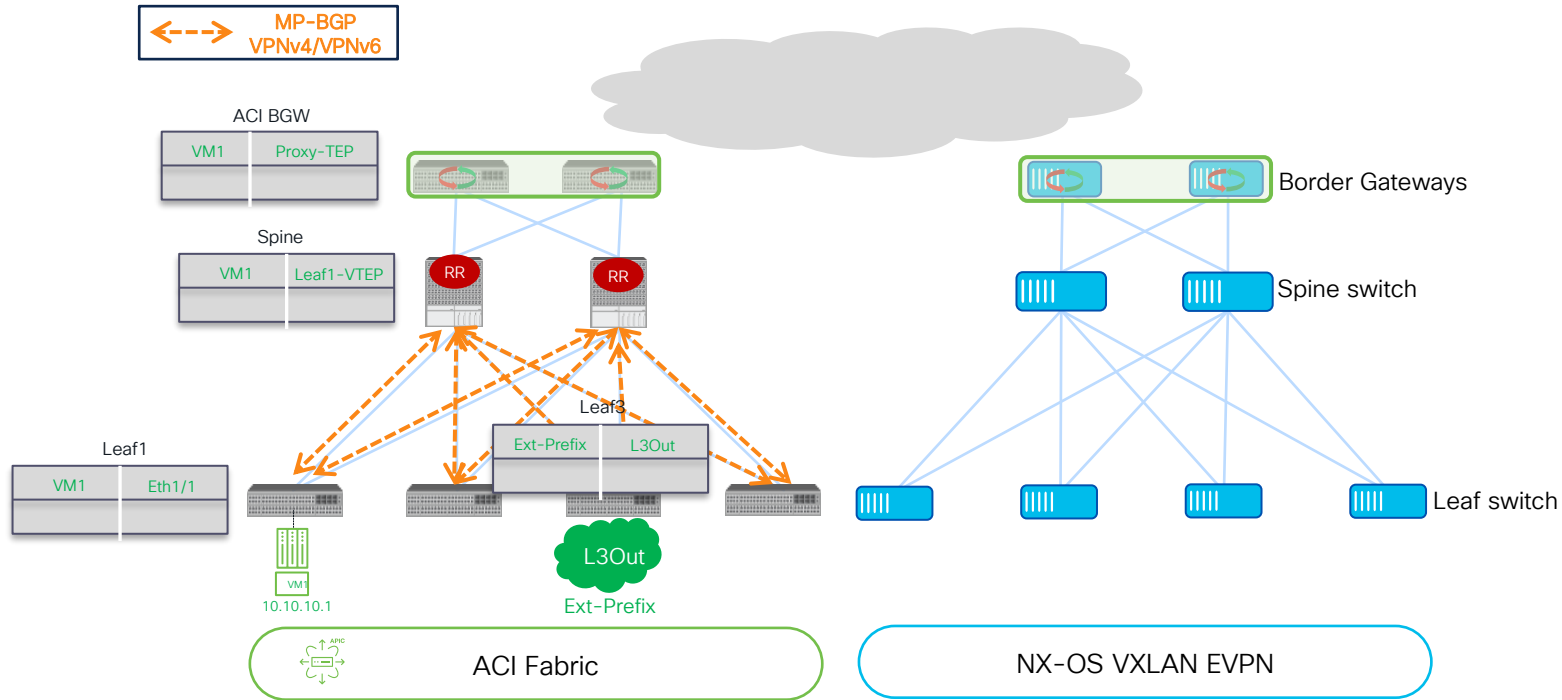 MP-BGP
VPNv4/VPNv6
ACI BGW
VM1 Proxy-TEP
Border Gateways
Spine
VM1 Leaf1-VTEP
RR
RR
Spine switch
Leaf3
Ext-Prefix L3Out
Leaf1
VM1 Eth1/1
Leaf switch
L3Out
VM1
10.10.10.1
Ext-Prefix
APIC
ACI Fabric
NX-OS VXLAN EVPN